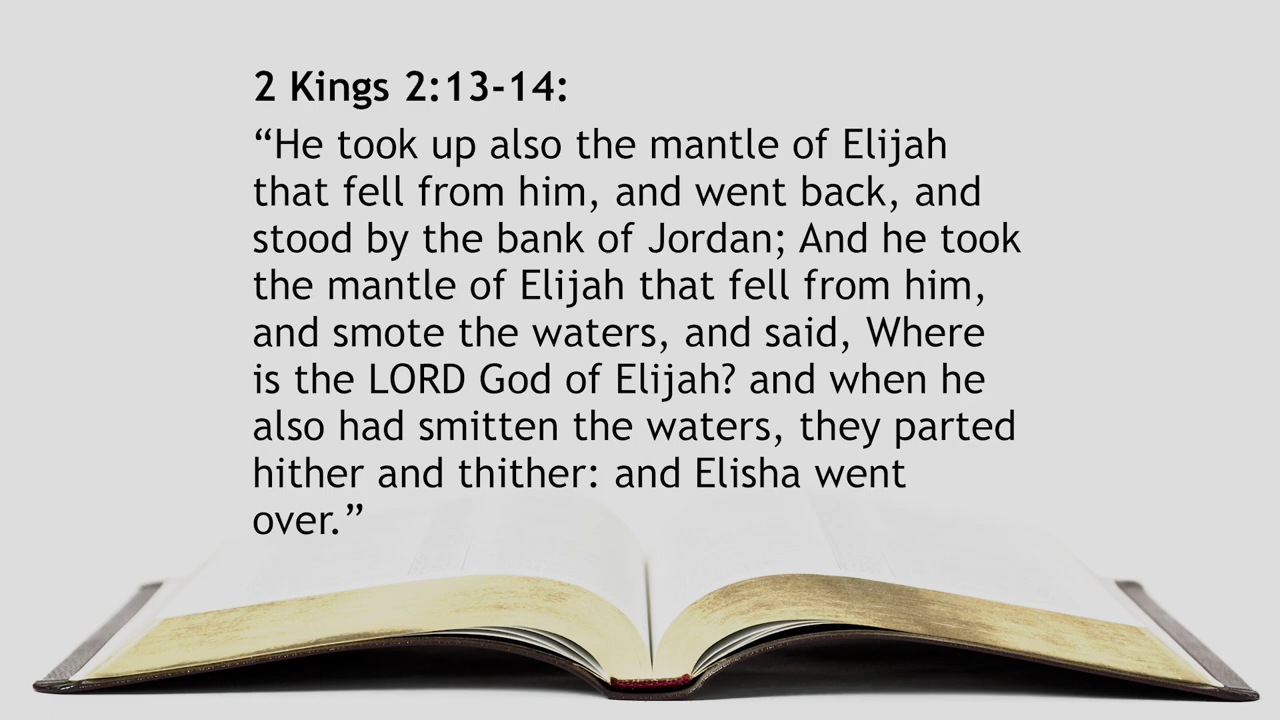 2 Kings 2:13-14:
“He took up also the mantle of Elijah
that fell from him, and went back, and
stood by the bank of Jordan; And he took
the mantle of Elijah that fell from him,
and smote the waters, and said, Where
is the LORD God of Elijah? and when he
also had smitten the waters, they parted
hither and thither: and Elisha went
over.”